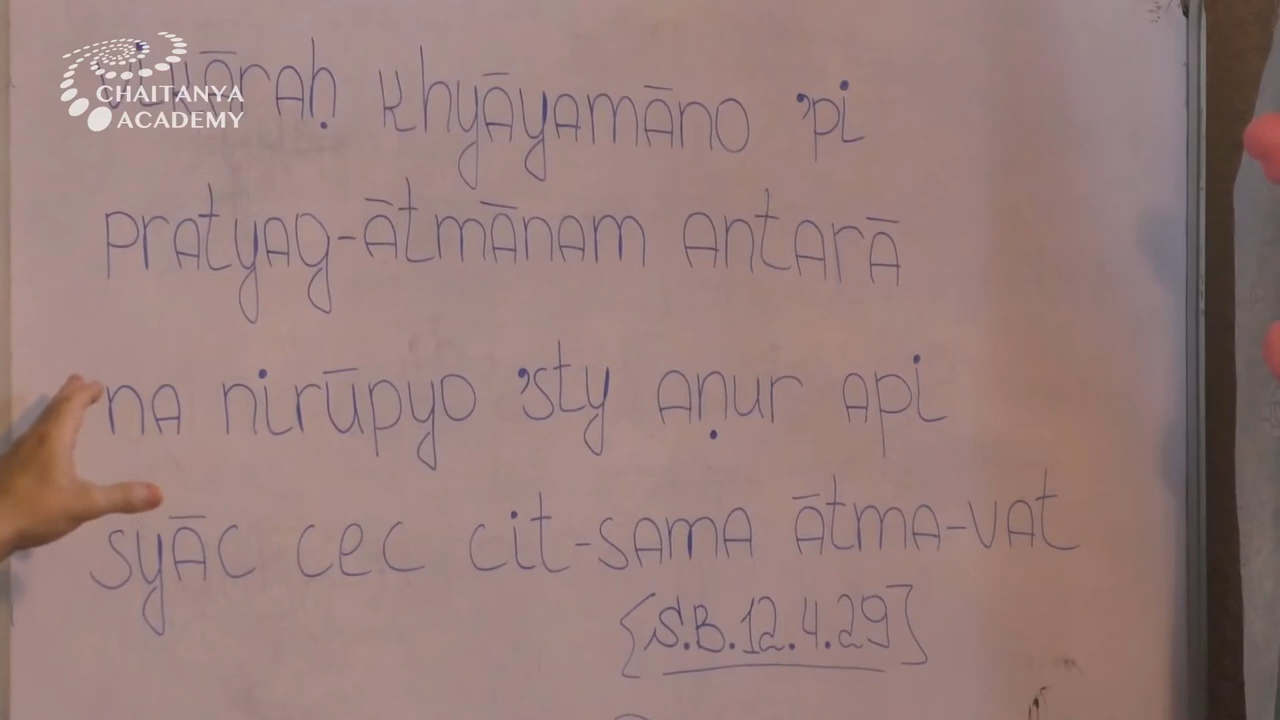 CHAITANYA
ACADEMY
vikāraḥ khyāyamāno 'pi
pratyag-ātmānam antarā
na nirūpyo 'sty aṇur api
syāc cec cit-sama ātma-vat
[S.B.12.4.29]